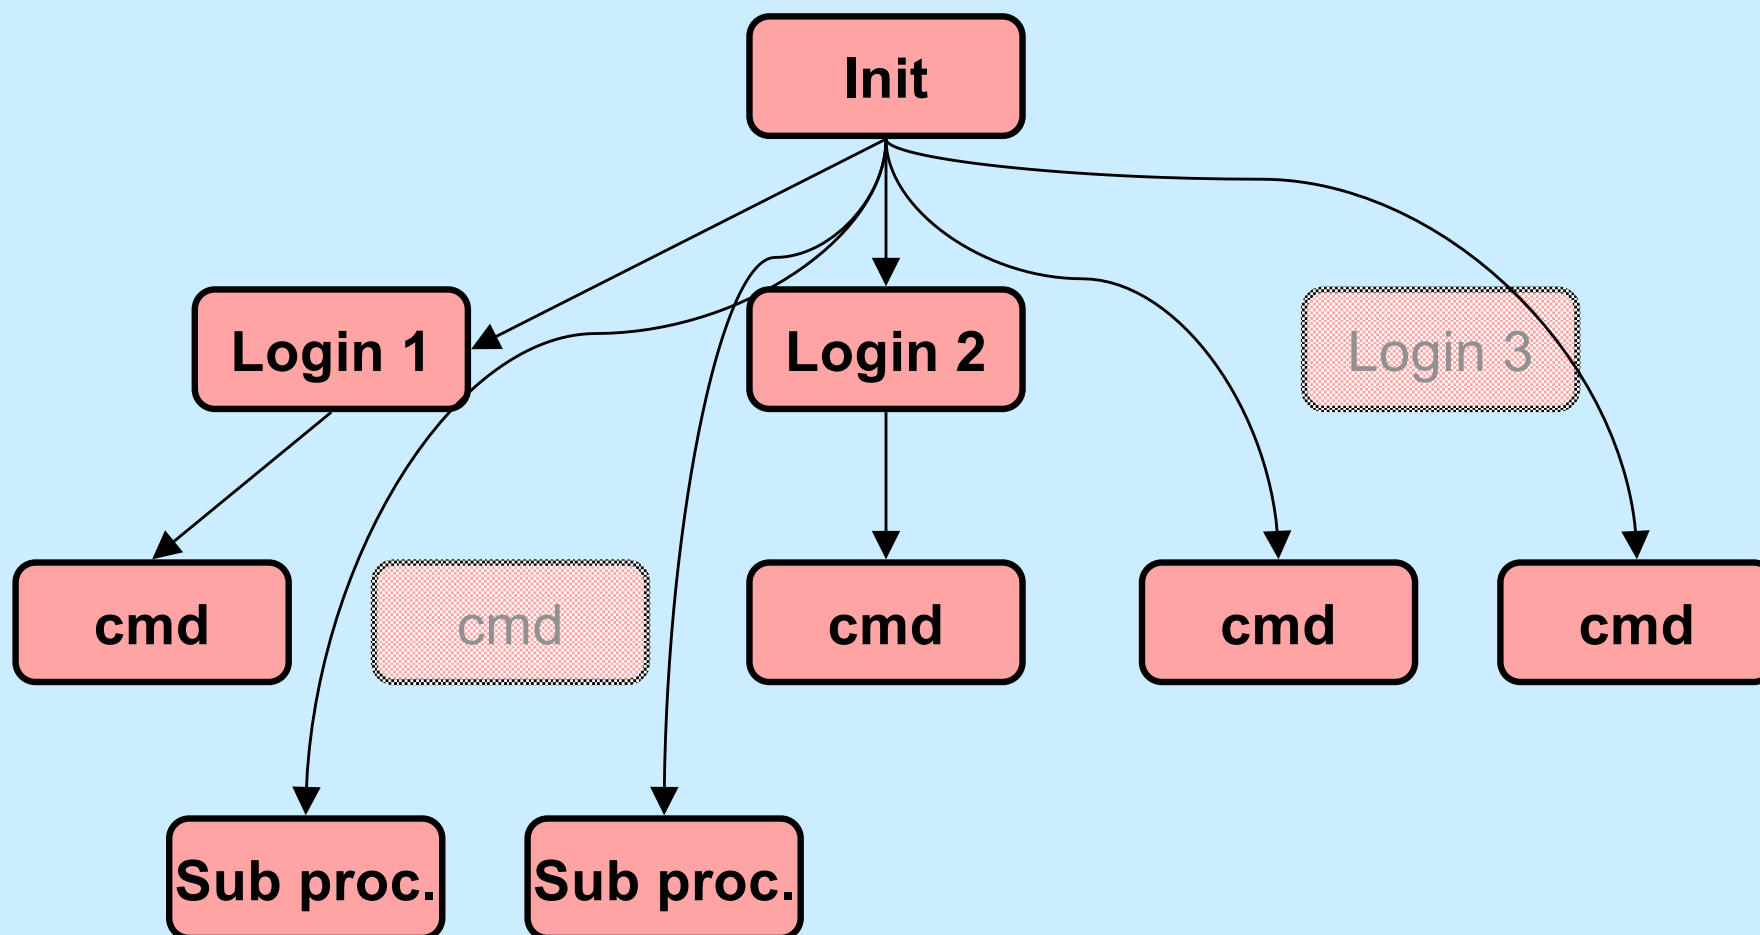 Init
Login 1
Login 2
Login 3
cmd
cmd
cmd
cmd
cmd
Sub proc.
Sub proc.